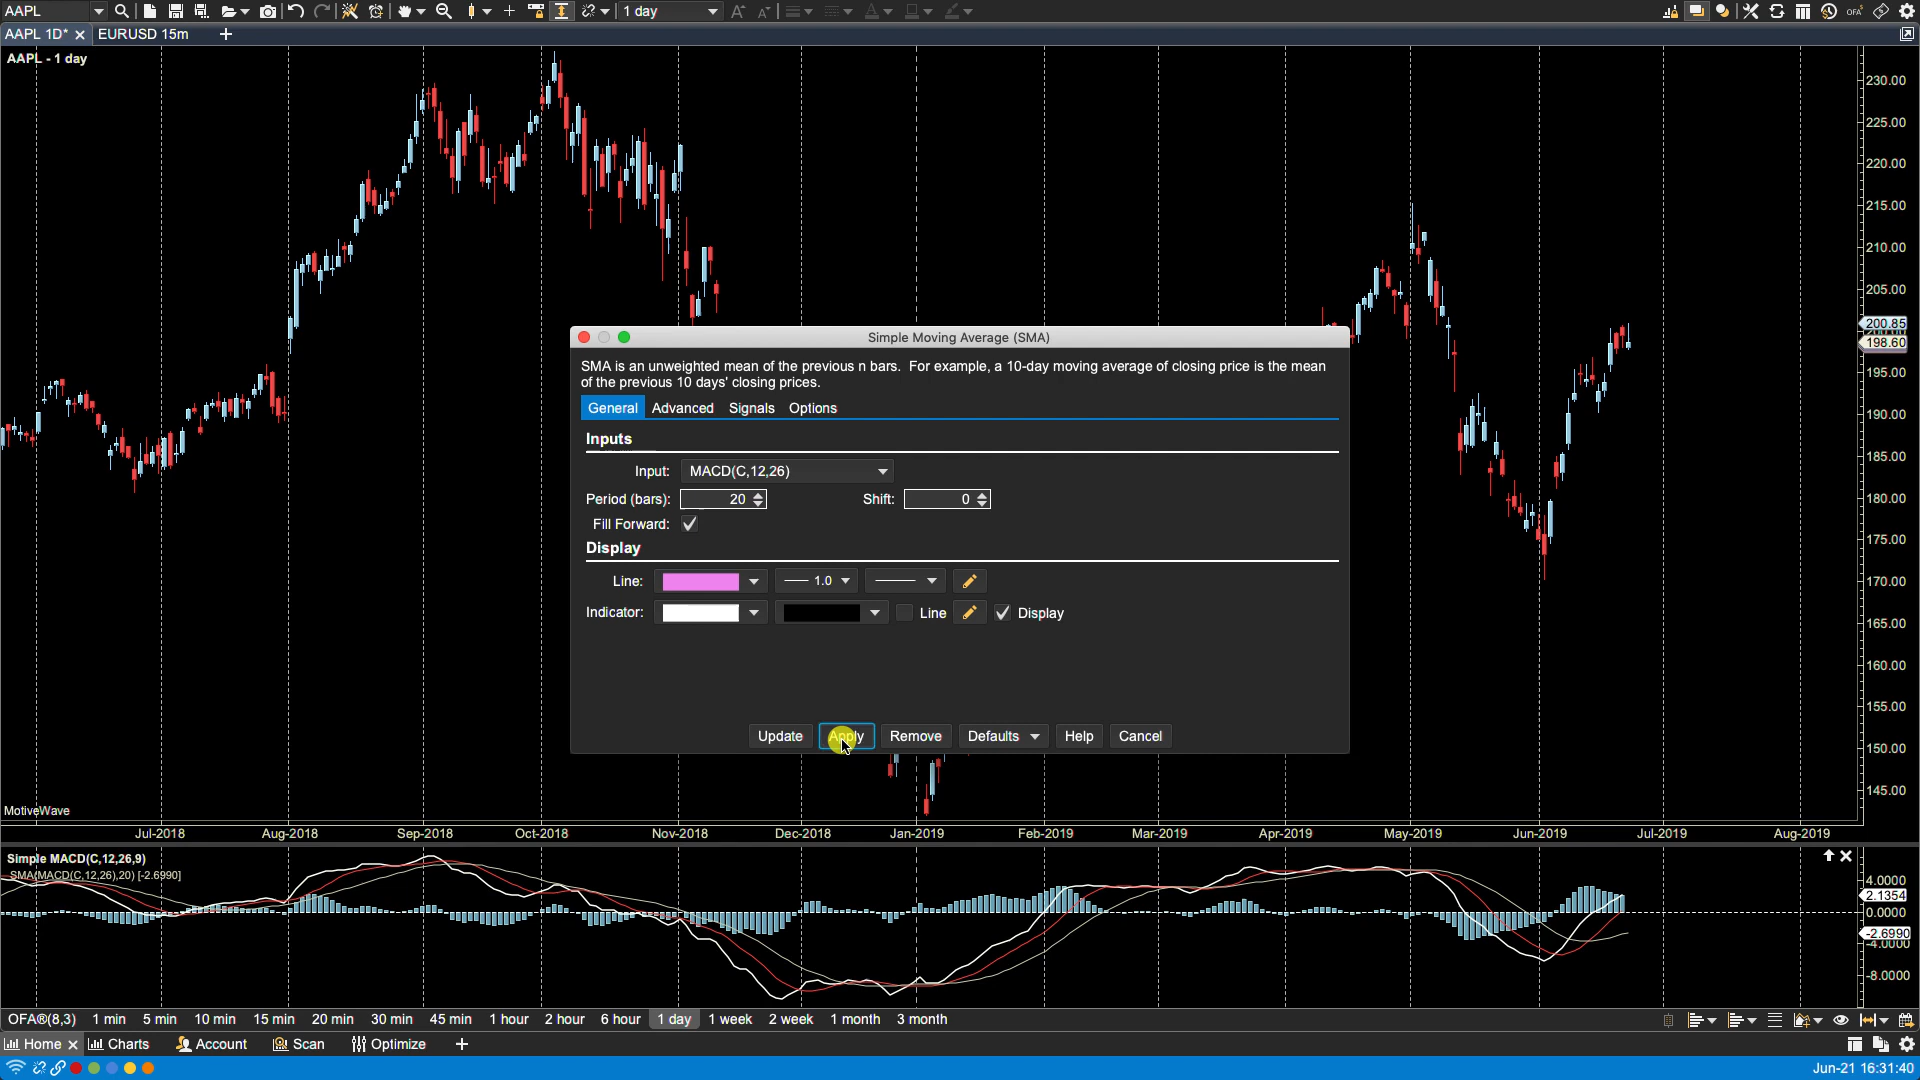 AAPL
1 day
OFA
AAPL 1D*
EURUSD 15m
AAPL - 1 day
230.00
225.00
220.00
215.00
210.00
205.00
200.85
198.60
195.00
190.00
185.00
180.00
175.00
170.00
165.00
160.00
155.00
150.00
145.00
Simple Moving Average (SMA)
SMA is an unweighted mean of the previous n bars. For example, a 10-day moving average of closing price is the mean
of the previous 10 days' closing prices.
General Advanced Signals Options
Inputs
Input: MACD(C,12,26)
Period (bars): 20 Shift: 0
Fill Forward:
Display
Line: 1.0
Indicator: Line Display
Update Apply Remove Defaults Help Cancel
MotiveWave
Jul-2018 Aug-2018 Sep-2018 Oct-2018 Nov-2018 Dec-2018 Jan-2019 Feb-2019 Mar-2019 Apr-2019 May-2019 Jun-2019 Jul-2019 Aug-2019
Simple MACD(C,12,26,9)
SMA(MACD(C,12,26),20) [-2.6990]
4.0000
2.1354
0.0000
-2.6990
-4.0000
-8.0000
OFA®(8,3) 1 min 5 min 10 min 15 min 20 min 30 min 45 min 1 hour 2 hour 6 hour 1 day 1 week 2 week 1 month 3 month
Home Charts Account Scan Optimize
Jun-21 16:31:40